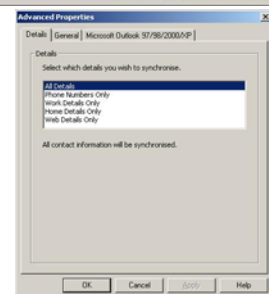 Advanced Properties
Details General Microsoft Outlook 97/98/2000/XP
Details
Select which details you wish to synchronise.
All Details
Phone Numbers Only
Work Details Only
Home Details Only
Web Details Only
All contact information will be synchronised.
OK Cancel Apply Help